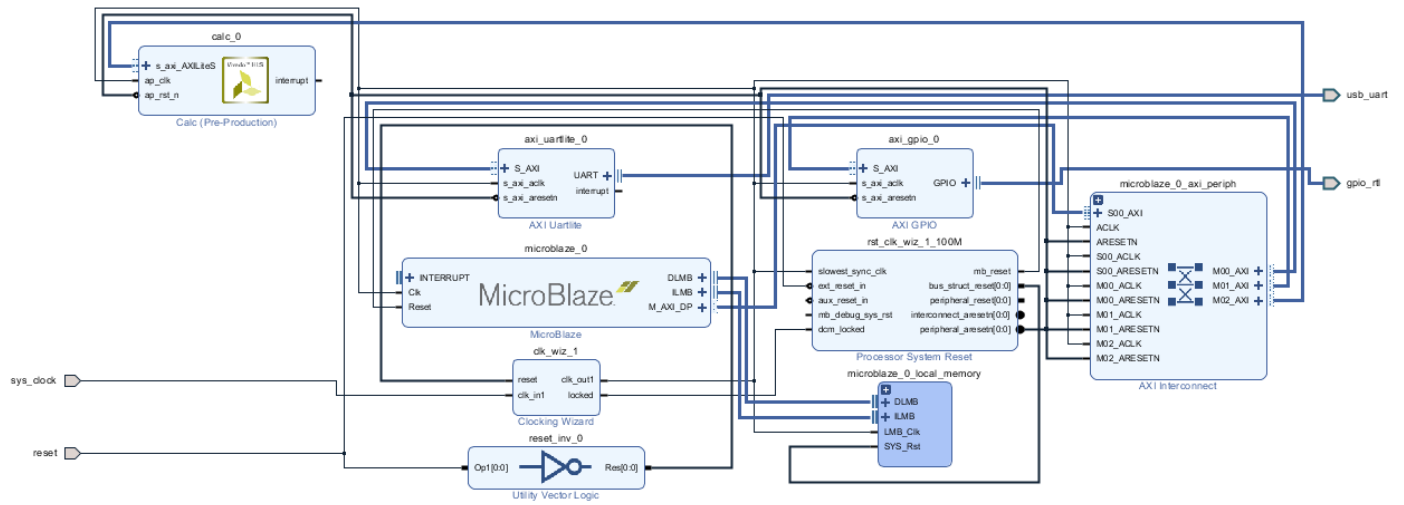 calc_0
s_axi_AXILiteS
ap_clk
ap_rst_n
interrupt
Calc (Pre-Production)
usb_uart
axi_uartlite_0
S_AXI
s_axi_aclk
s_axi_aresetn
UART
interrupt
AXI Uartlite
axi_gpio_0
S_AXI
s_axi_aclk
s_axi_aresetn
GPIO
AXI GPIO
gpio_rtl
microblaze_0_axi_periph
S00_AXI
ACLK
ARESETN
S00_ACLK
S00_ARESETN
M00_ACLK
M00_ARESETN
M01_ACLK
M01_ARESETN
M02_ACLK
M02_ARESETN
M00_AXI
M01_AXI
M02_AXI
AXI Interconnect
microblaze_0
INTERRUPT
Clk
Reset
MicroBlaze
DLMB
ILMB
M_AXI_DP
MicroBlaze
rst_clk_wiz_1_100M
slowest_sync_clk
ext_reset_in
aux_reset_in
mb_debug_sys_rst
dcm_locked
mb_reset
bus_struct_reset[0:0]
peripheral_reset[0:0]
interconnect_aresetn[0:0]
peripheral_aresetn[0:0]
Processor System Reset
clk_wiz_1
reset
clk_in1
clk_out1
locked
Clocking Wizard
microblaze_0_local_memory
DLMB
ILMB
LMB_Clk
SYS_Rst
sys_clock
reset
reset_inv_0
Op1[0:0]
Res[0:0]
Utility Vector Logic